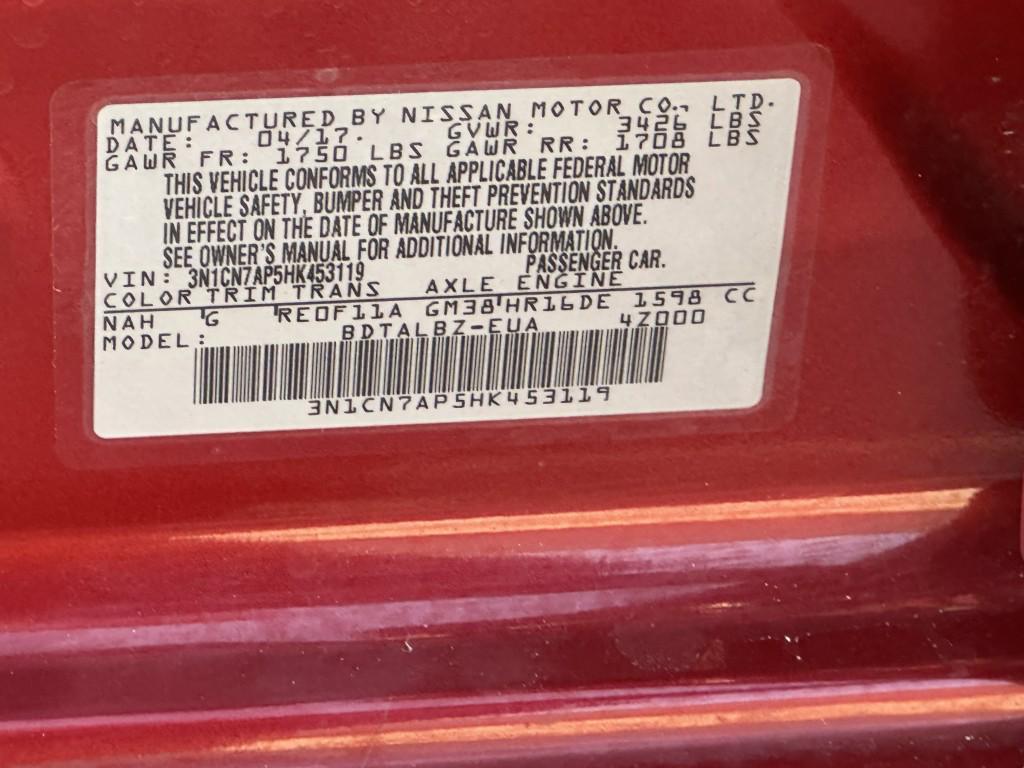 MANUFACTURED BY NISSAN MOTOR CO., LTD.
DATE: 04/17. GVWR: 3426 LBS
GAWR FR: 1750 LBS GAWR RR: 1708 LBS
THIS VEHICLE CONFORMS TO ALL APPLICABLE FEDERAL MOTOR
VEHICLE SAFETY, BUMPER AND THEFT PREVENTION STANDARDS
IN EFFECT ON THE DATE OF MANUFACTURE SHOWN ABOVE.
SEE OWNER'S MANUAL FOR ADDITIONAL INFORMATION.
VIN: 3N1CN7AP5HK453119 PASSENGER CAR.
COLOR TRIM TRANS AXLE ENGINE
NAH G RE0F11A GM38 HR16DE 1598 CC
MODEL: BDTALBZ-EUA 4Z000
3N1CN7AP5HK453119